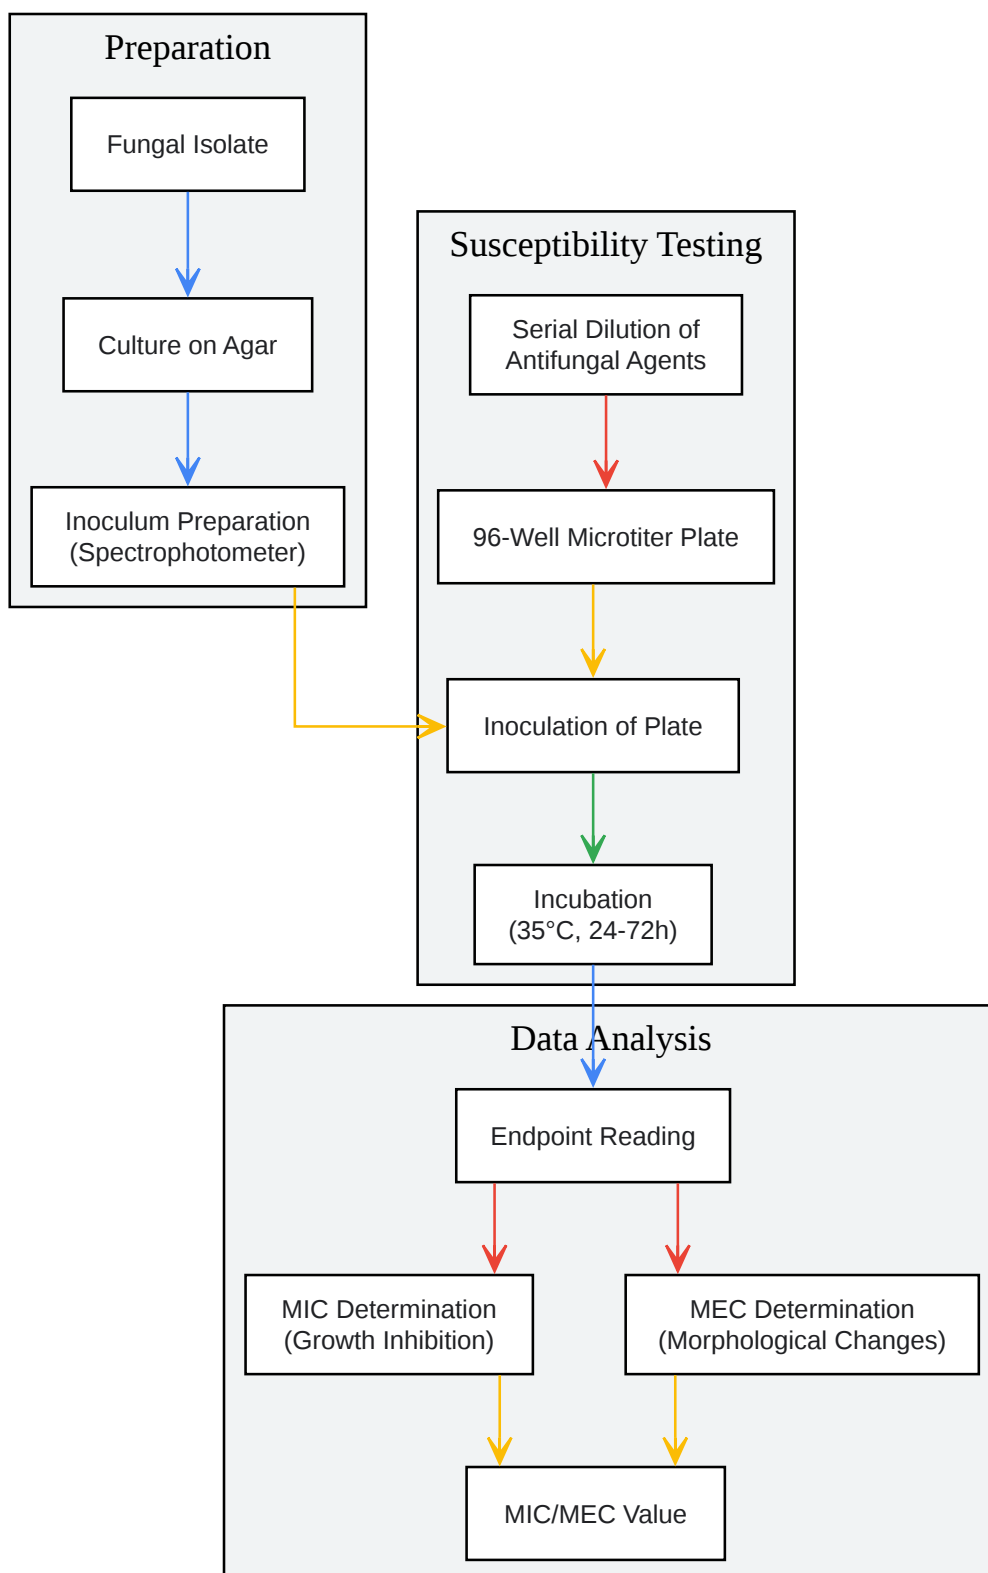 Preparation
Fungal Isolate
Culture on Agar
Inoculum Preparation
(Spectrophotometer)
Susceptibility Testing
Serial Dilution of
Antifungal Agents
96-Well Microtiter Plate
Inoculation of Plate
Incubation
(35°C, 24-72h)
Data Analysis
Endpoint Reading
MIC Determination
(Growth Inhibition)
MEC Determination
(Morphological Changes)
MIC/MEC Value